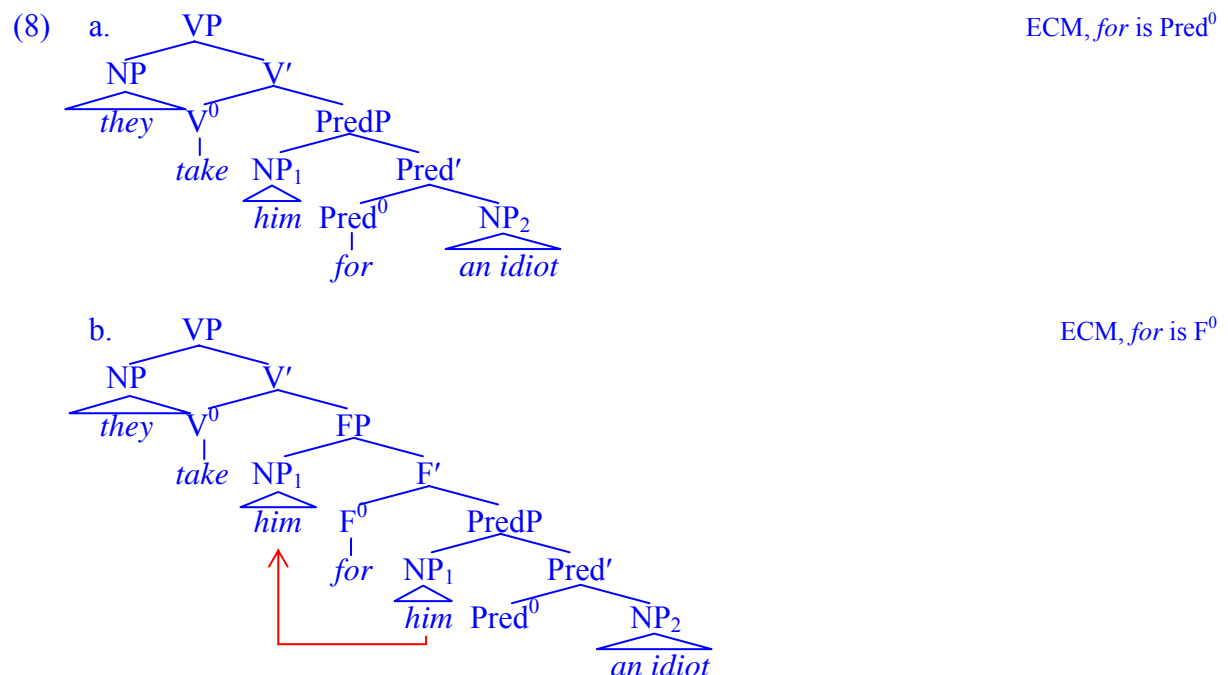 (8) a. VP ECM, for is Pred⁰
NP V′
they V⁰ PredP
take NP₁ Pred′
him Pred⁰ NP₂
for an idiot
b. VP ECM, for is F⁰
NP V′
they V⁰ FP
take NP₁ F′
him F⁰ PredP
for NP₁ Pred′
him Pred⁰ NP₂
an idiot